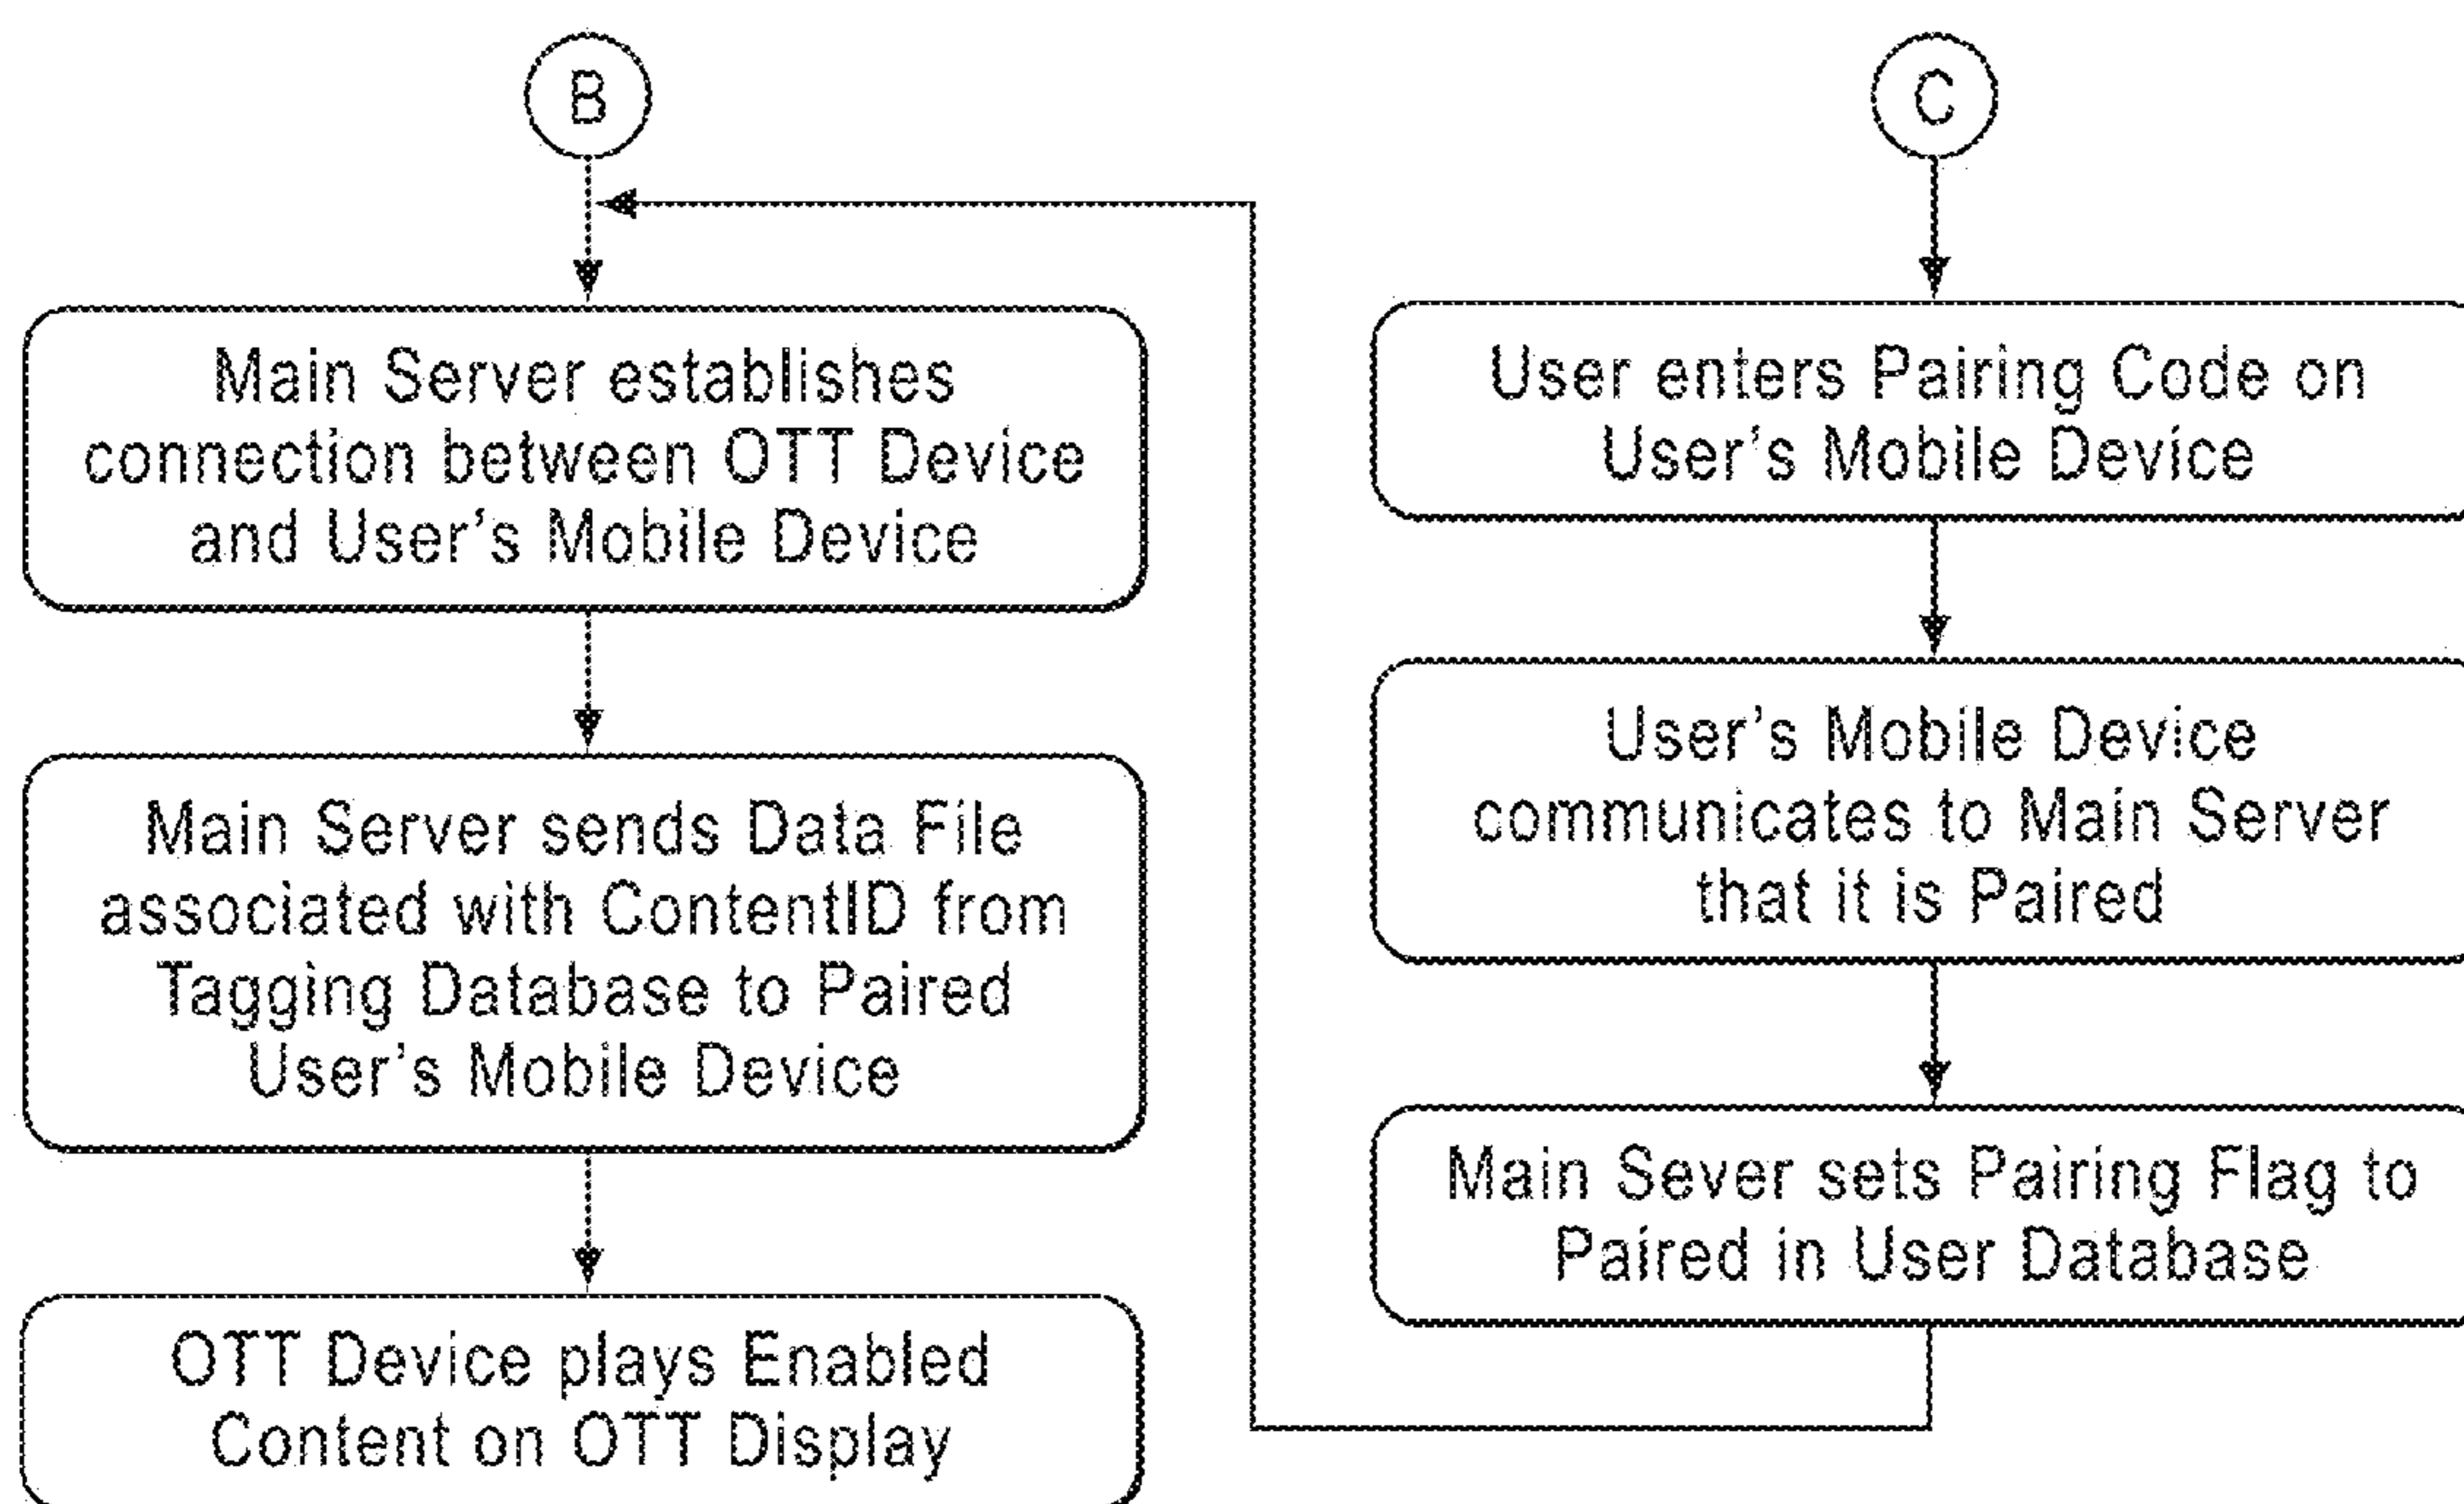 B
Main Server establishes
connection between OTT Device
and User's Mobile Device
Main Server sends Data File
associated with ContentID from
Tagging Database to Paired
User's Mobile Device
OTT Device plays Enabled
Content on OTT Display
C
User enters Pairing Code on
User's Mobile Device
User's Mobile Device
communicates to Main Server
that it is Paired
Main Sever sets Pairing Flag to
Paired in User Database